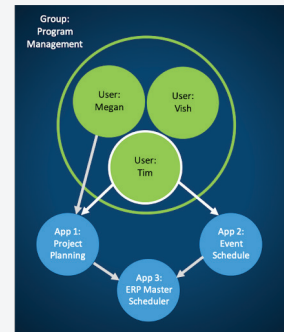 Group:
Program
Management
User:
Megan
User:
Vish
User:
Tim
App 1:
Project
Planning
App 2:
Event
Schedule
App 3:
ERP Master
Scheduler